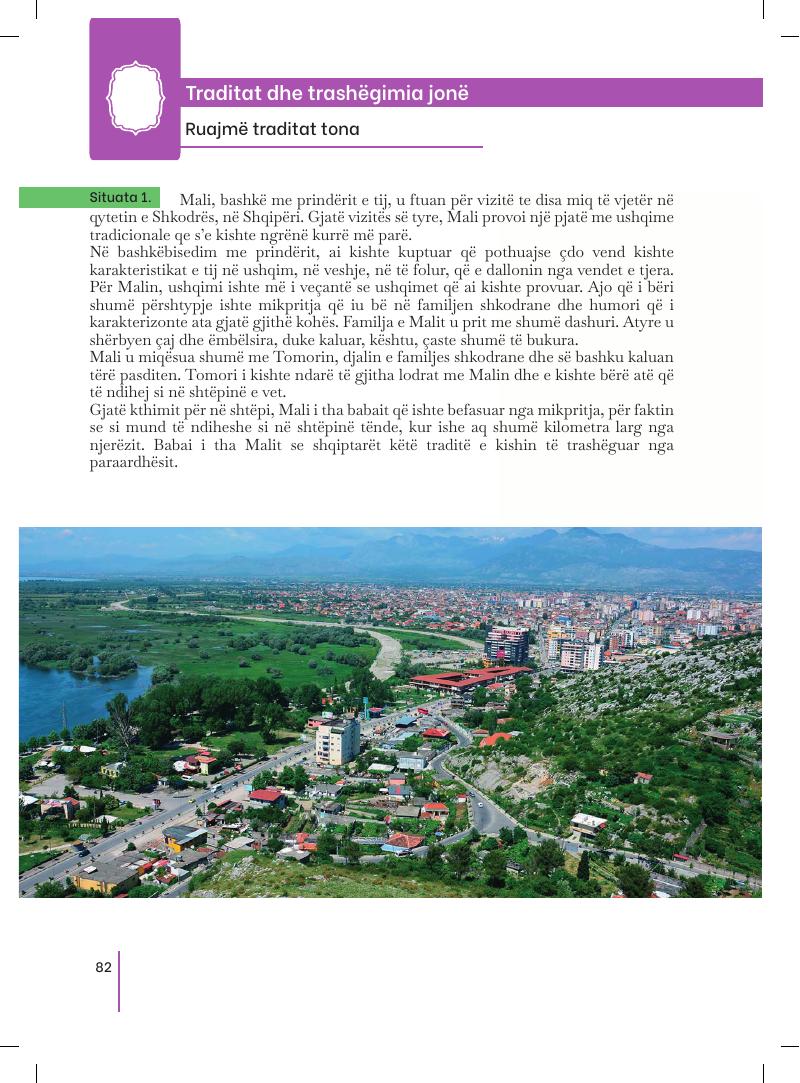 Traditat dhe trashëgimia jonë
Ruajmë traditat tona
Situata 1. Mali, bashkë me prindërit e tij, u ftuan për vizitë te disa miq të vjetër në
qytetin e Shkodrës, në Shqipëri. Gjatë vizitës së tyre, Mali provoi një pjatë me ushqime
tradicionale qe s’e kishte ngrënë kurrë më parë.
Në bashkëbisedim me prindërit, ai kishte kuptuar që pothuajse çdo vend kishte
karakteristikat e tij në ushqim, në veshje, në të folur, që e dallonin nga vendet e tjera.
Për Malin, ushqimi ishte më i veçantë se ushqimet që ai kishte provuar. Ajo që i bëri
shumë përshtypje ishte mikpritja që iu bë në familjen shkodrane dhe humori që i
karakterizonte ata gjatë gjithë kohës. Familja e Malit u prit me shumë dashuri. Atyre u
shërbyen çaj dhe ëmbëlsira, duke kaluar, kështu, çaste shumë të bukura.
Mali u miqësua shumë me Tomorin, djalin e familjes shkodrane dhe së bashku kaluan
tërë pasditen. Tomori i kishte ndarë të gjitha lodrat me Malin dhe e kishte bërë atë që
të ndihej si në shtëpinë e vet.
Gjatë kthimit për në shtëpi, Mali i tha babait që ishte befasuar nga mikpritja, për faktin
se si mund të ndiheshe si në shtëpinë tënde, kur ishe aq shumë kilometra larg nga
njerëzit. Babai i tha Malit se shqiptarët këtë traditë e kishin të trashëguar nga
paraardhësit.
82